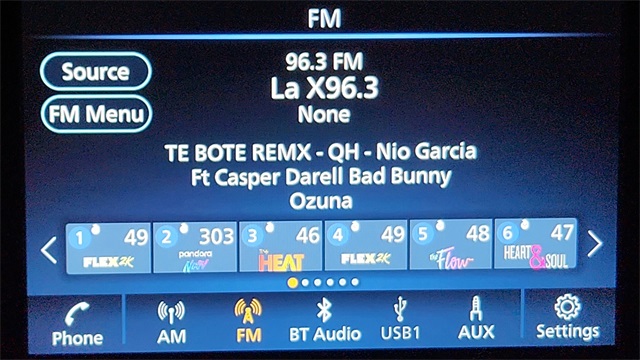 FM
Source
FM Menu
96.3 FM
La X96.3
None
TE BOTE REMX - QH - Nio Garcia
Ft Casper Darell Bad Bunny
Ozuna
1 49
FLEX2K
2 303
pandora
NOW
3 46
The
HEAT
4 49
FLEX2K
5 48
the Flow
6 47
HEART & SOUL
Phone
AM
FM
BT Audio
USB1
AUX
Settings